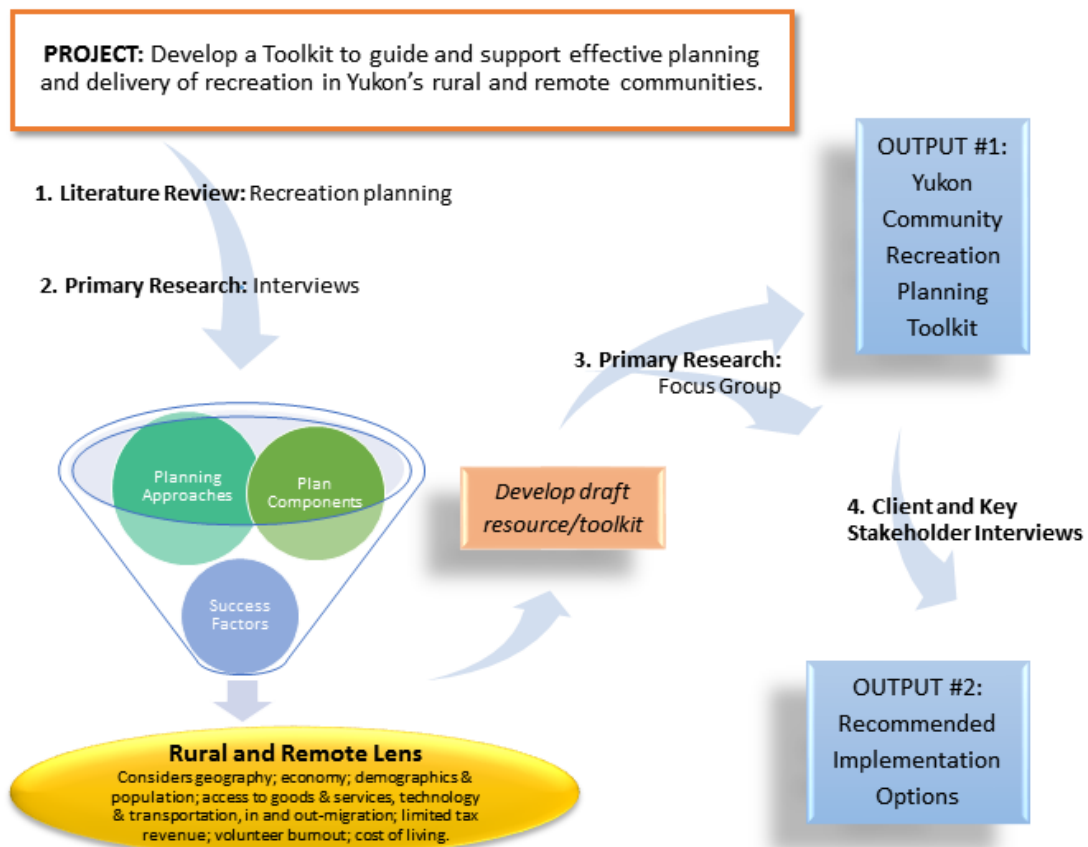 PROJECT: Develop a Toolkit to guide and support effective planning
and delivery of recreation in Yukon's rural and remote communities.
1. Literature Review: Recreation planning
2. Primary Research: Interviews
Planning
Approaches
Plan
Components
Success
Factors
Rural and Remote Lens
Considers geography; economy; demographics &
population; access to goods & services, technology
& transportation, in and out-migration; limited tax
revenue; volunteer burnout; cost of living.
Develop draft
resource/toolkit
3. Primary Research:
Focus Group
OUTPUT #1:
Yukon
Community
Recreation
Planning
Toolkit
4. Client and Key
Stakeholder Interviews
OUTPUT #2:
Recommended
Implementation
Options